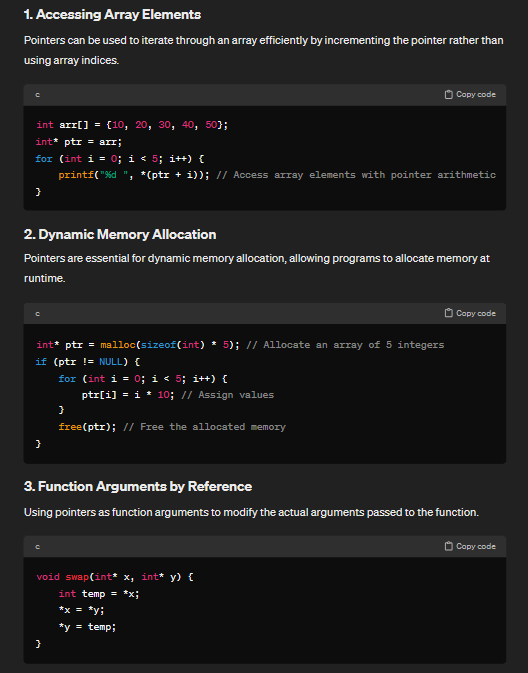 1. Accessing Array Elements
Pointers can be used to iterate through an array efficiently by incrementing the pointer rather than
using array indices.
c Copy code
int arr[] = {10, 20, 30, 40, 50};
int* ptr = arr;
for (int i = 0; i < 5; i++) {
    printf("%d ", *(ptr + i)); // Access array elements with pointer arithmetic
}
2. Dynamic Memory Allocation
Pointers are essential for dynamic memory allocation, allowing programs to allocate memory at
runtime.
c Copy code
int* ptr = malloc(sizeof(int) * 5); // Allocate an array of 5 integers
if (ptr != NULL) {
    for (int i = 0; i < 5; i++) {
        ptr[i] = i * 10; // Assign values
    }
    free(ptr); // Free the allocated memory
}
3. Function Arguments by Reference
Using pointers as function arguments to modify the actual arguments passed to the function.
c Copy code
void swap(int* x, int* y) {
    int temp = *x;
    *x = *y;
    *y = temp;
}